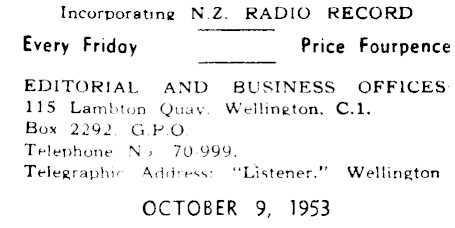 Incorporating N.Z. RADIO RECORD
Every Friday Price Fourpence
EDITORIAL AND BUSINESS OFFICES
115 Lambton Quay, Wellington, C.1.
Box 2292, G.P.O.
Telephone No 70-999.
Telegraphic Address: "Listener," Wellington
OCTOBER 9, 1953